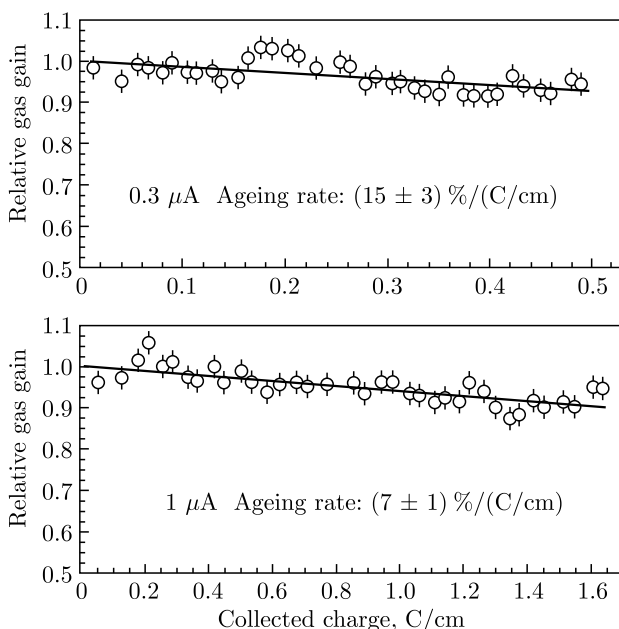 1.1
1.0
0.9
0.8
0.7
0.6
0.5
Relative gas gain
0.3 μA Ageing rate: (15 ± 3) %/(C/cm)
0 0.1 0.2 0.3 0.4 0.5
1.1
1.0
0.9
0.8
0.7
0.6
0.5
Relative gas gain
1 μA Ageing rate: (7 ± 1) %/(C/cm)
0 0.2 0.4 0.6 0.8 1.0 1.2 1.4 1.6
Collected charge, C/cm